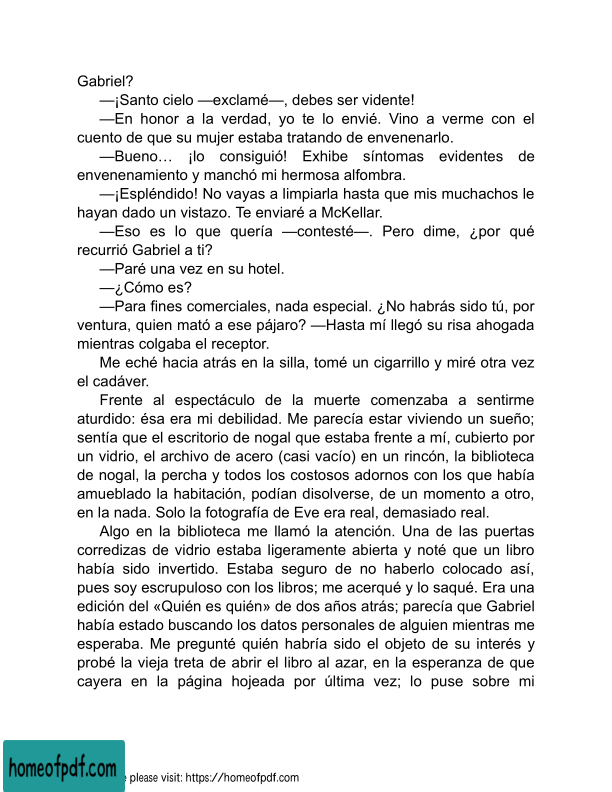 Gabriel?
—¡Santo cielo —exclamé—, debes ser vidente!
—En honor a la verdad, yo te lo envié. Vino a verme con el
cuento de que su mujer estaba tratando de envenenarlo.
—Bueno… ¡lo consiguió! Exhibe síntomas evidentes de
envenenamiento y manchó mi hermosa alfombra.
—¡Espléndido! No vayas a limpiarla hasta que mis muchachos le
hayan dado un vistazo. Te enviaré a McKellar.
—Eso es lo que quería —contesté—. Pero dime, ¿por qué
recurrió Gabriel a ti?
—Paré una vez en su hotel.
—¿Cómo es?
—Para fines comerciales, nada especial. ¿No habrás sido tú, por
ventura, quien mató a ese pájaro? —Hasta mí llegó su risa ahogada
mientras colgaba el receptor.
Me eché hacia atrás en la silla, tomé un cigarrillo y miré otra vez
el cadáver.
Frente al espectáculo de la muerte comenzaba a sentirme
aturdido: ésa era mi debilidad. Me parecía estar viviendo un sueño;
sentía que el escritorio de nogal que estaba frente a mí, cubierto por
un vidrio, el archivo de acero (casi vacío) en un rincón, la biblioteca
de nogal, la percha y todos los costosos adornos con los que había
amueblado la habitación, podían disolverse, de un momento a otro,
en la nada. Solo la fotografía de Eve era real, demasiado real.
Algo en la biblioteca me llamó la atención. Una de las puertas
corredizas de vidrio estaba ligeramente abierta y noté que un libro
había sido invertido. Estaba seguro de no haberlo colocado así,
pues soy escrupuloso con los libros; me acerqué y lo saqué. Era una
edición del «Quién es quién» de dos años atrás; parecía que Gabriel
había estado buscando los datos personales de alguien mientras me
esperaba. Me pregunté quién habría sido el objeto de su interés y
probé la vieja treta de abrir el libro al azar, en la esperanza de que
cayera en la página hojeada por última vez; lo puse sobre mi
homeofpdf.com
please visit: https://homeofpdf.com